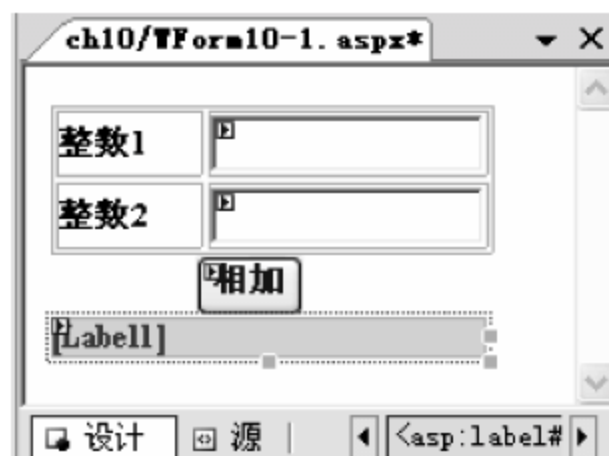 ch10/WForm10-1.aspx*
整数1
整数2
相加
[Label1]
设计 源 <asp:label#